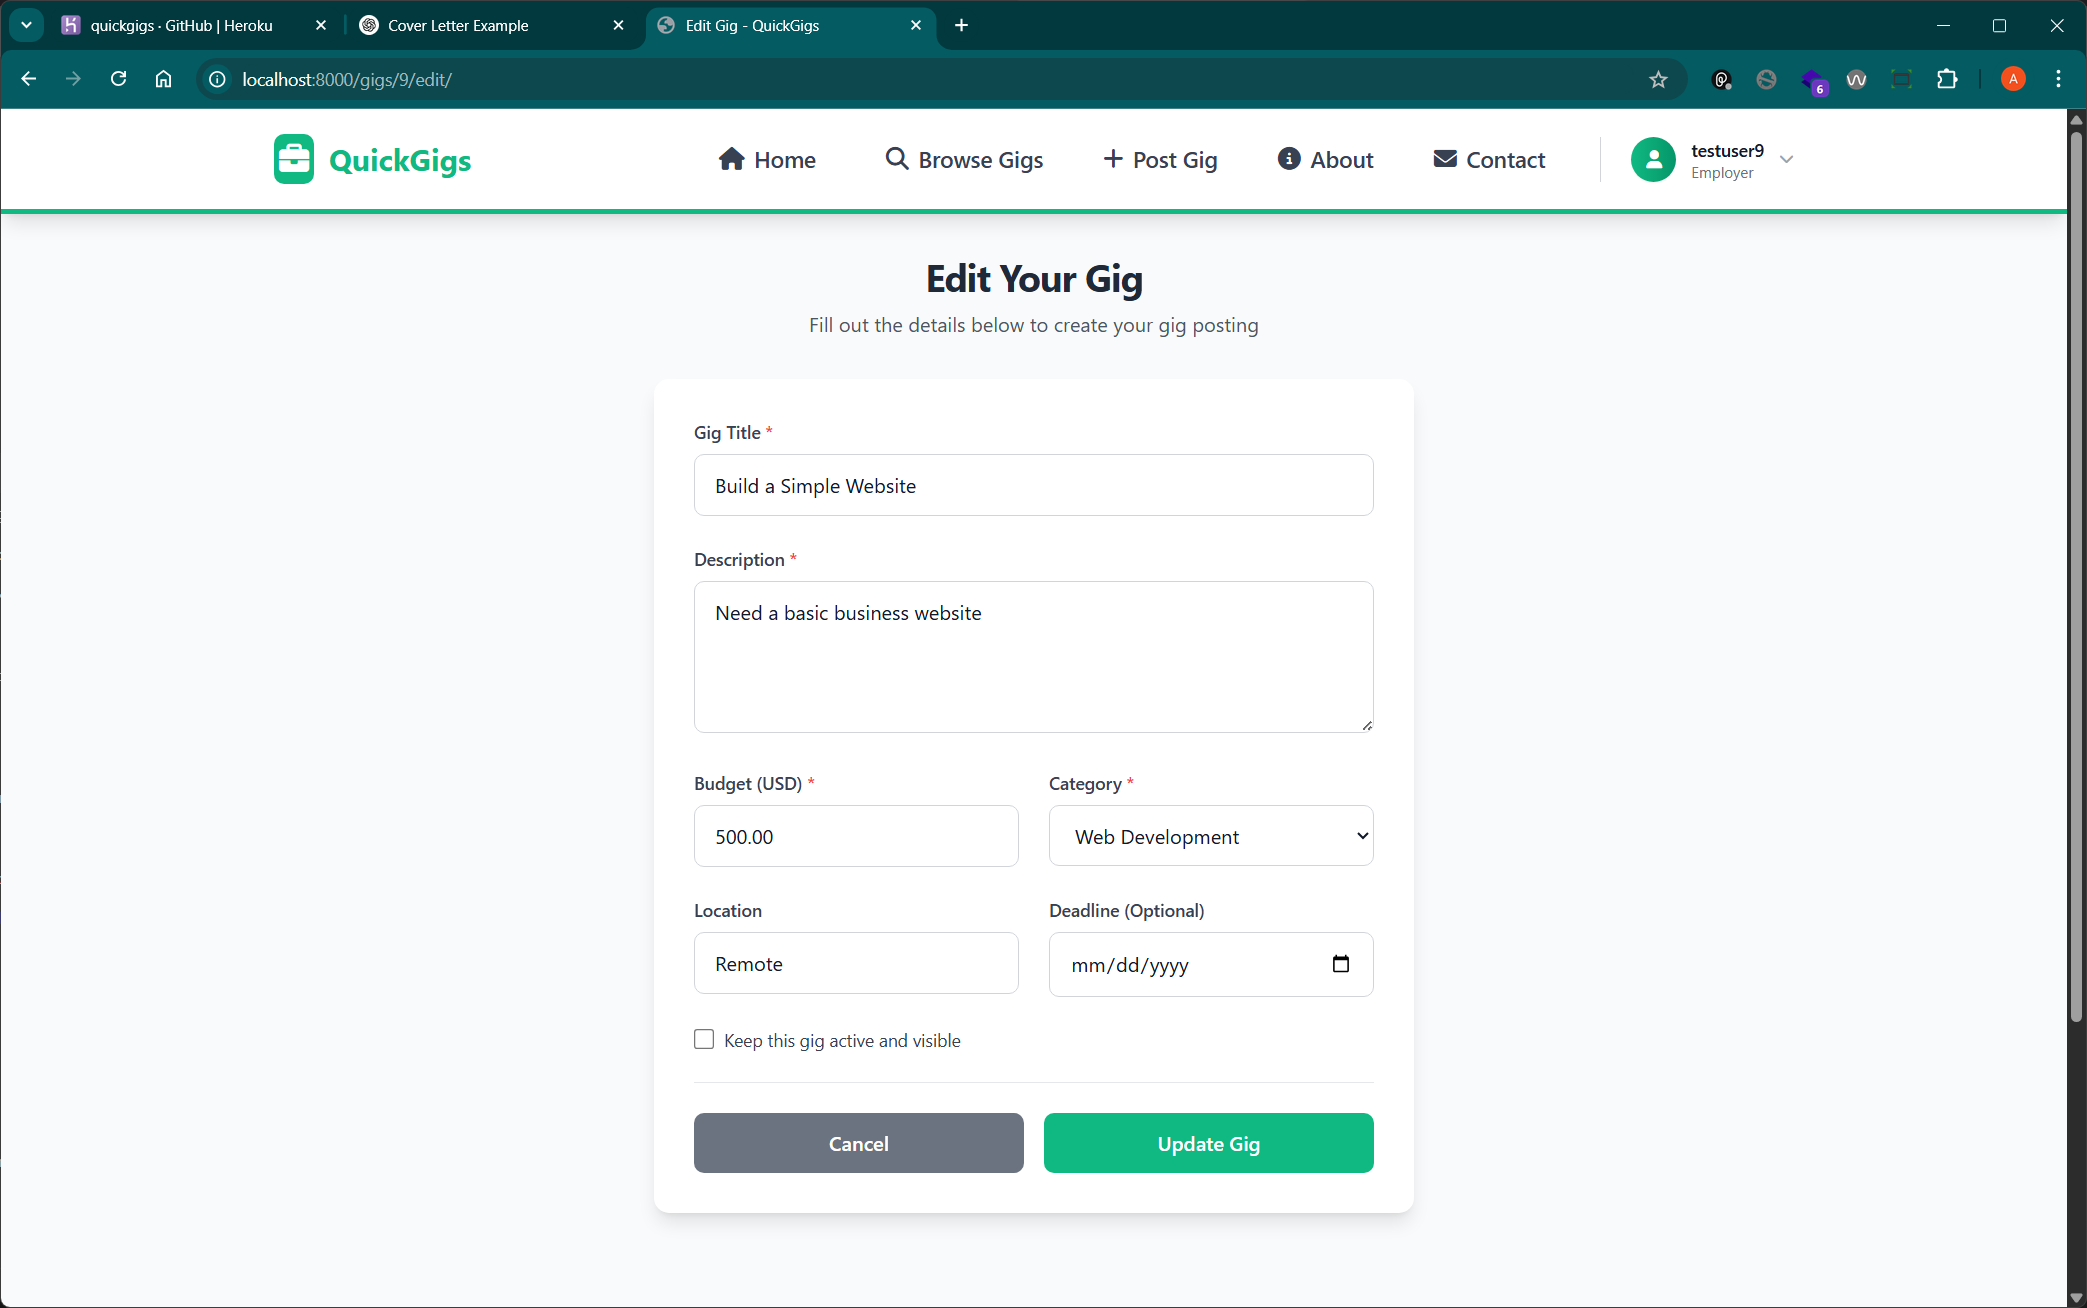 quickgigs · GitHub | Heroku
Cover Letter Example
Edit Gig - QuickGigs
localhost:8000/gigs/9/edit/
6
A
QuickGigs
Home
Browse Gigs
Post Gig
About
Contact
testuser9
Employer
Edit Your Gig
Fill out the details below to create your gig posting
Gig Title *
Build a Simple Website
Description *
Need a basic business website
Budget (USD) *
Category *
500.00
Web Development
Location
Deadline (Optional)
Remote
mm/dd/yyyy
Keep this gig active and visible
Cancel
Update Gig